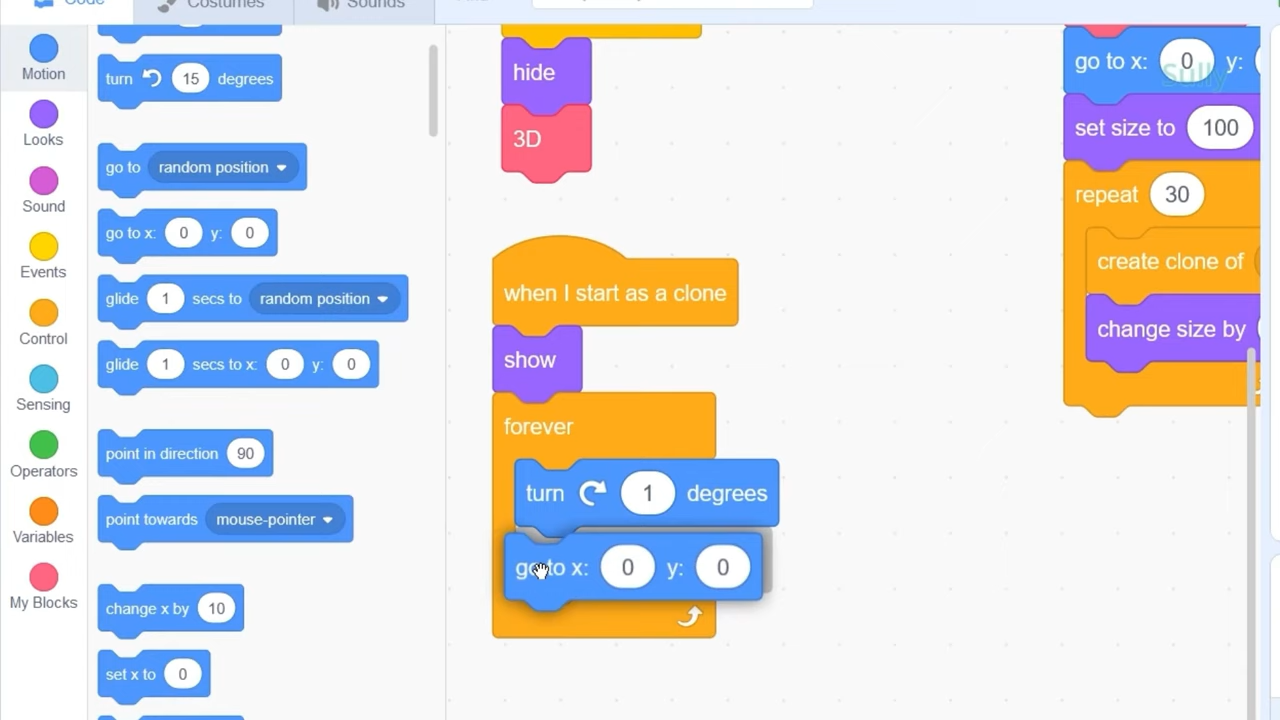 Code
Costumes
Sounds
Motion
Looks
Sound
Events
Control
Sensing
Operators
Variables
My Blocks
turn 15 degrees
go to random position
go to x: 0 y: 0
glide 1 secs to random position
glide 1 secs to x: 0 y: 0
point in direction 90
point towards mouse-pointer
change x by 10
set x to 0
hide
3D
when I start as a clone
show
forever
turn 1 degrees
go to x: 0 y: 0
go to x: 0 y:
Sully
set size to 100
repeat 30
create clone of
change size by